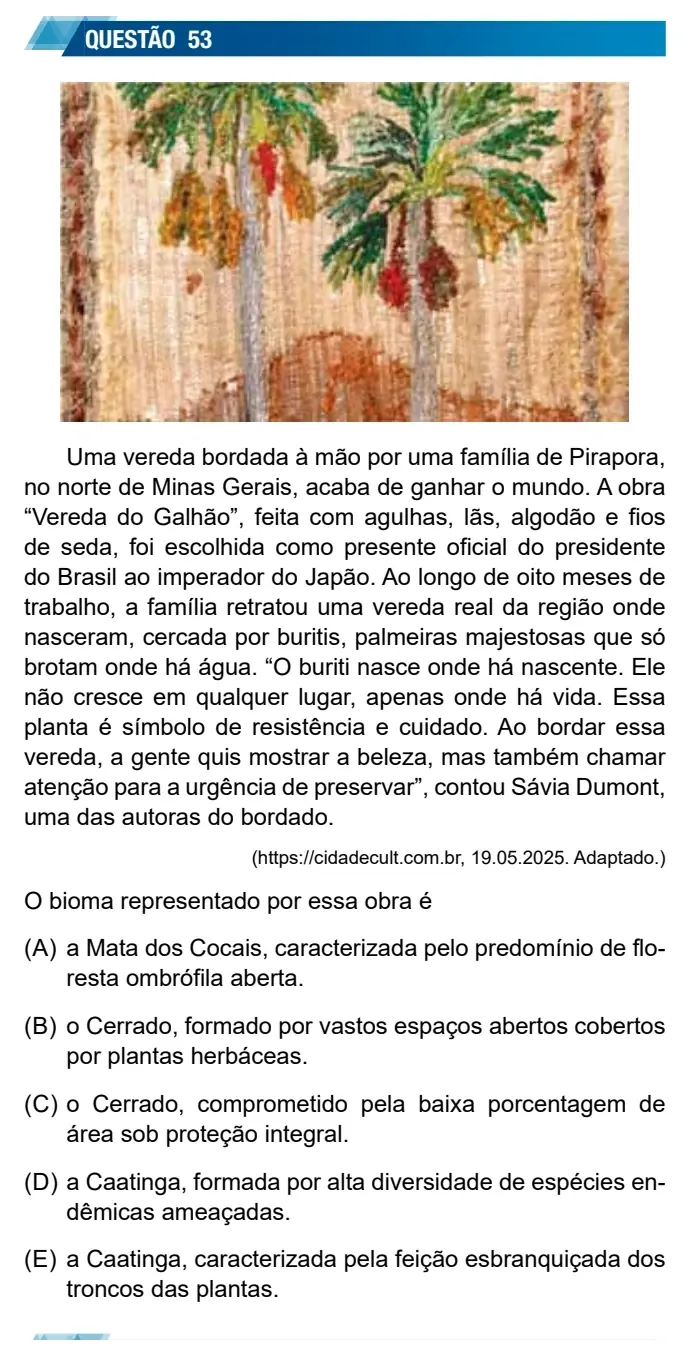 QUESTÃO 53
Uma vereda bordada à mão por uma família de Pirapora,
no norte de Minas Gerais, acaba de ganhar o mundo. A obra
“Vereda do Galhão”, feita com agulhas, lãs, algodão e fios
de seda, foi escolhida como presente oficial do presidente
do Brasil ao imperador do Japão. Ao longo de oito meses de
trabalho, a família retratou uma vereda real da região onde
nasceram, cercada por buritis, palmeiras majestosas que só
brotam onde há água. “O buriti nasce onde há nascente. Ele
não cresce em qualquer lugar, apenas onde há vida. Essa
planta é símbolo de resistência e cuidado. Ao bordar essa
vereda, a gente quis mostrar a beleza, mas também chamar
atenção para a urgência de preservar”, contou Sávia Dumont,
uma das autoras do bordado.
(https://cidadecult.com.br, 19.05.2025. Adaptado.)
O bioma representado por essa obra é
(A) a Mata dos Cocais, caracterizada pelo predomínio de flo-
resta ombrófila aberta.
(B) o Cerrado, formado por vastos espaços abertos cobertos
por plantas herbáceas.
(C) o Cerrado, comprometido pela baixa porcentagem de
área sob proteção integral.
(D) a Caatinga, formada por alta diversidade de espécies en-
dêmicas ameaçadas.
(E) a Caatinga, caracterizada pela feição esbranquiçada dos
troncos das plantas.